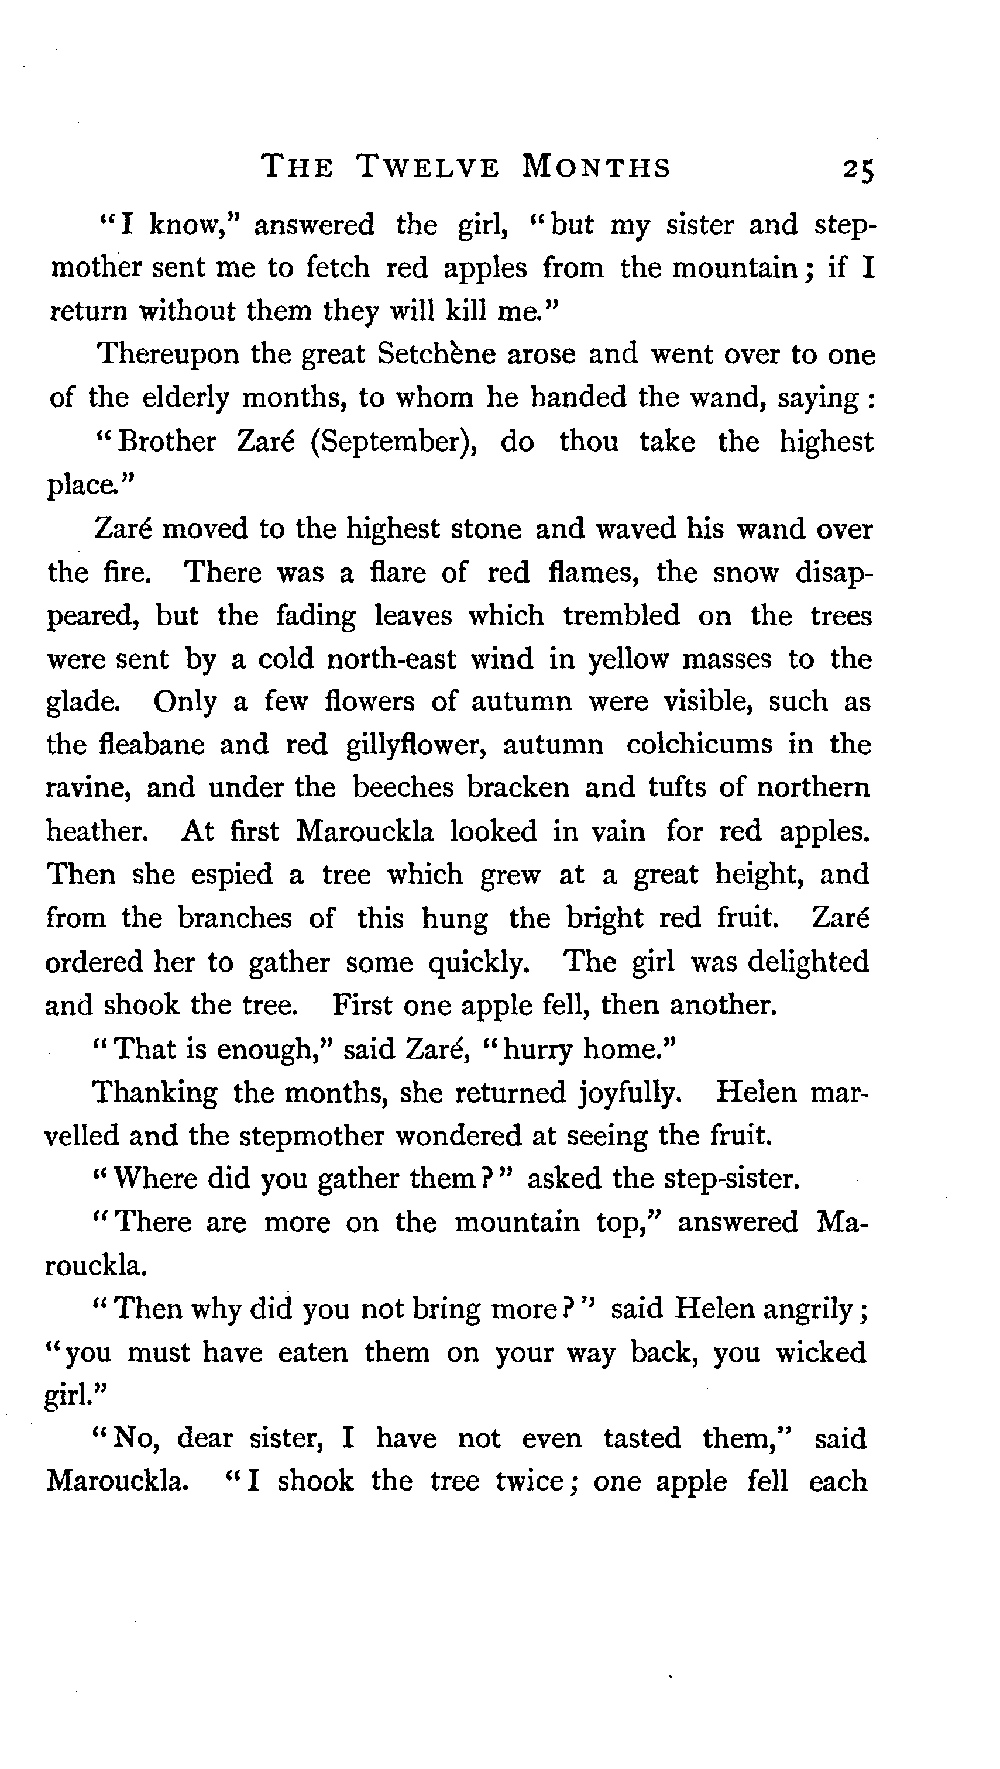 THE TWELVE MONTHS 25
“I know,” answered the girl, “but my sister and step-
mother sent me to fetch red apples from the mountain; if I
return without them they will kill me.”
Thereupon the great Setchène arose and went over to one
of the elderly months, to whom he handed the wand, saying :
“Brother Zaré (September), do thou take the highest
place.”
Zaré moved to the highest stone and waved his wand over
the fire. There was a flare of red flames, the snow disap-
peared, but the fading leaves which trembled on the trees
were sent by a cold north-east wind in yellow masses to the
glade. Only a few flowers of autumn were visible, such as
the fleabane and red gillyflower, autumn colchicums in the
ravine, and under the beeches bracken and tufts of northern
heather. At first Marouckla looked in vain for red apples.
Then she espied a tree which grew at a great height, and
from the branches of this hung the bright red fruit. Zaré
ordered her to gather some quickly. The girl was delighted
and shook the tree. First one apple fell, then another.
“That is enough,” said Zaré, “hurry home.”
Thanking the months, she returned joyfully. Helen mar-
velled and the stepmother wondered at seeing the fruit.
“Where did you gather them?” asked the step-sister.
“There are more on the mountain top,” answered Ma-
rouckla.
“Then why did you not bring more?” said Helen angrily;
“you must have eaten them on your way back, you wicked
girl.”
“No, dear sister, I have not even tasted them,” said
Marouckla. “I shook the tree twice; one apple fell each